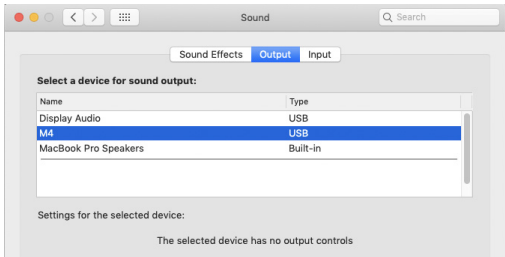 Sound
Search
Sound Effects Output Input
Select a device for sound output:
Name Type
Display Audio USB
M4 USB
MacBook Pro Speakers Built-in
Settings for the selected device:
The selected device has no output controls